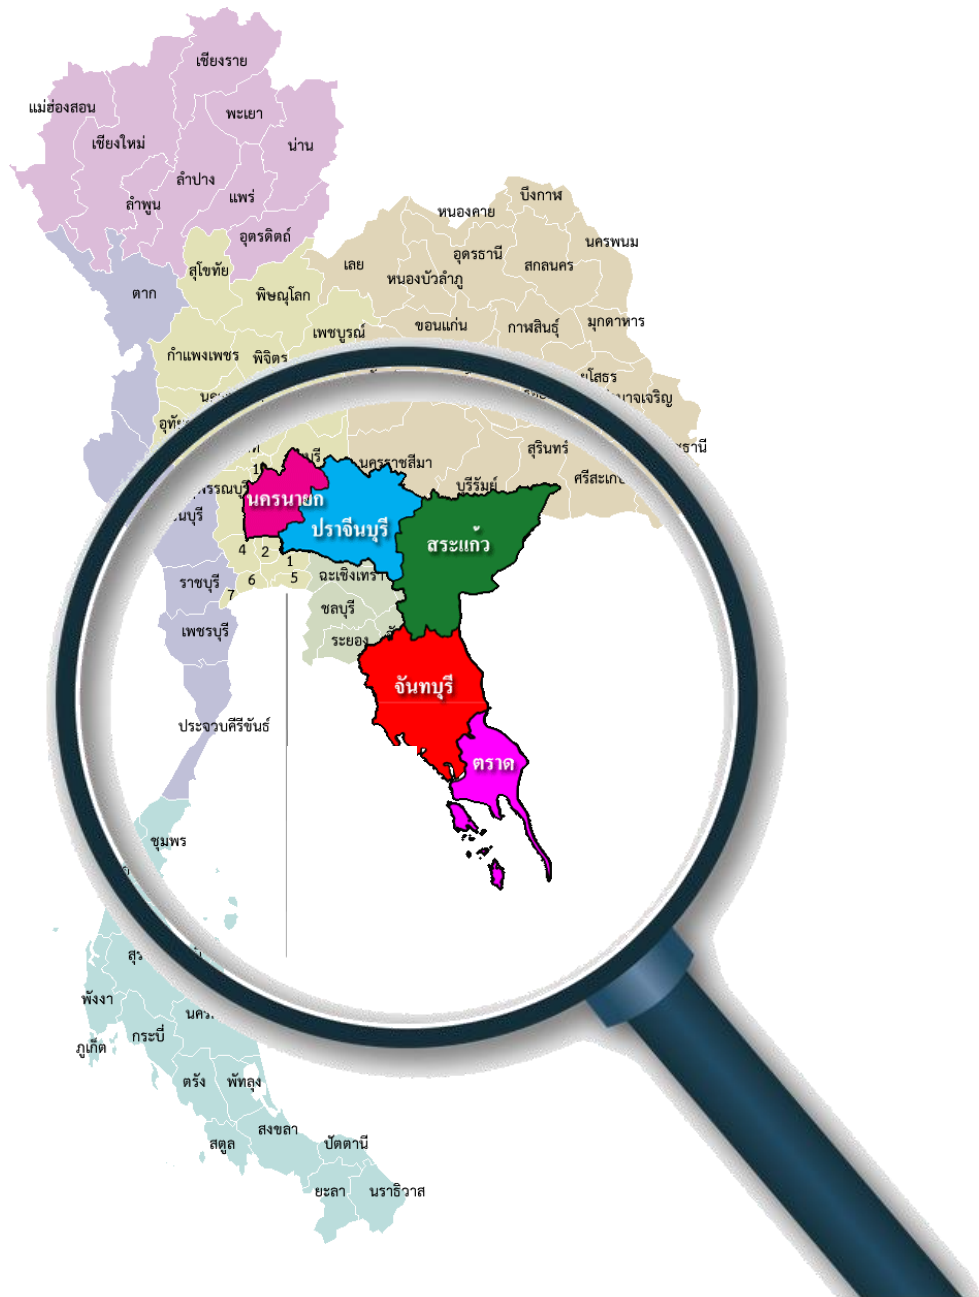 เชียงราย
แม่ฮ่องสอน
พะเยา
เชียงใหม่
น่าน
ลำปาง
แพร่
ลำพูน
อุตรดิตถ์
บึงกาฬ
หนองคาย
นครพนม
อุดรธานี
สกลนคร
เลย
หนองบัวลำภู
สุโขทัย
ตาก
พิษณุโลก
เพชบูรณ์
ขอนแก่น
กาฬสินธุ์
มุกดาหาร
กำแพงเพชร
พิจิตร
นครราชสีมา
สุรินทร์
บุรีรัมย์
1
นครนายก
ปราจีนบุรี
สระแก้ว
4
2
1
5
6
7
ฉะเชิงเทรา
ราชบุรี
ชลบุรี
เพชรบุรี
ระยอง
จันทบุรี
ประจวบคีรีขันธ์
ตราด
ชุมพร
พังงา
กระบี่
ภูเก็ต
ตรัง
พัทลุง
สงขลา
สตูล
ปัตตานี
ยะลา
นราธิวาส